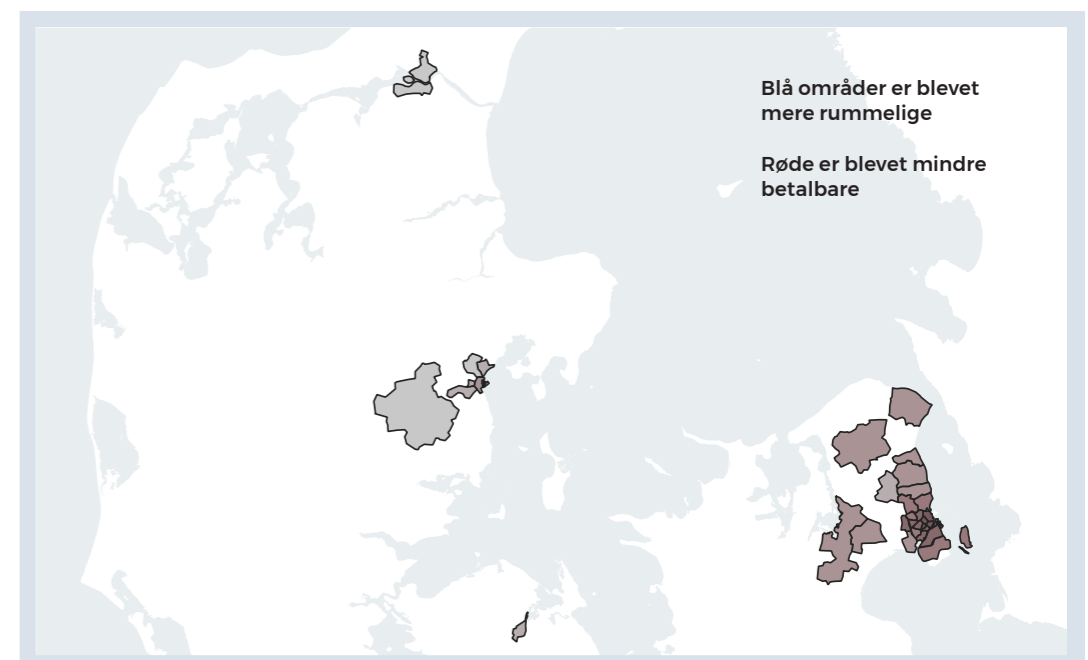 Blå områder er blevet
mere rummelige
Røde er blevet mindre
betalbare